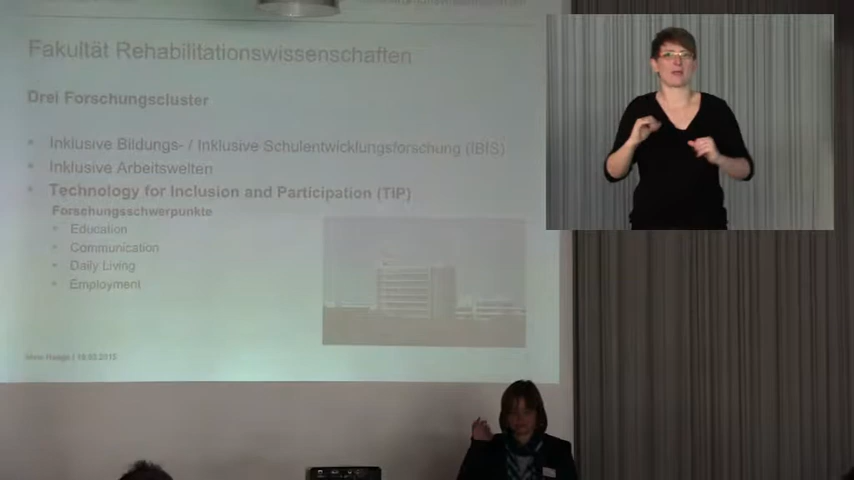 Fakultät Rehabilitationswissenschaften
Drei Forschungscluster
Inklusive Bildungs- / Inklusive Schulentwicklungsforschung (IBIS)
Inklusive Arbeitswelten
Technology for Inclusion and Participation (TIP)
Forschungsschwerpunkte
Education
Communication
Daily Living
Employment